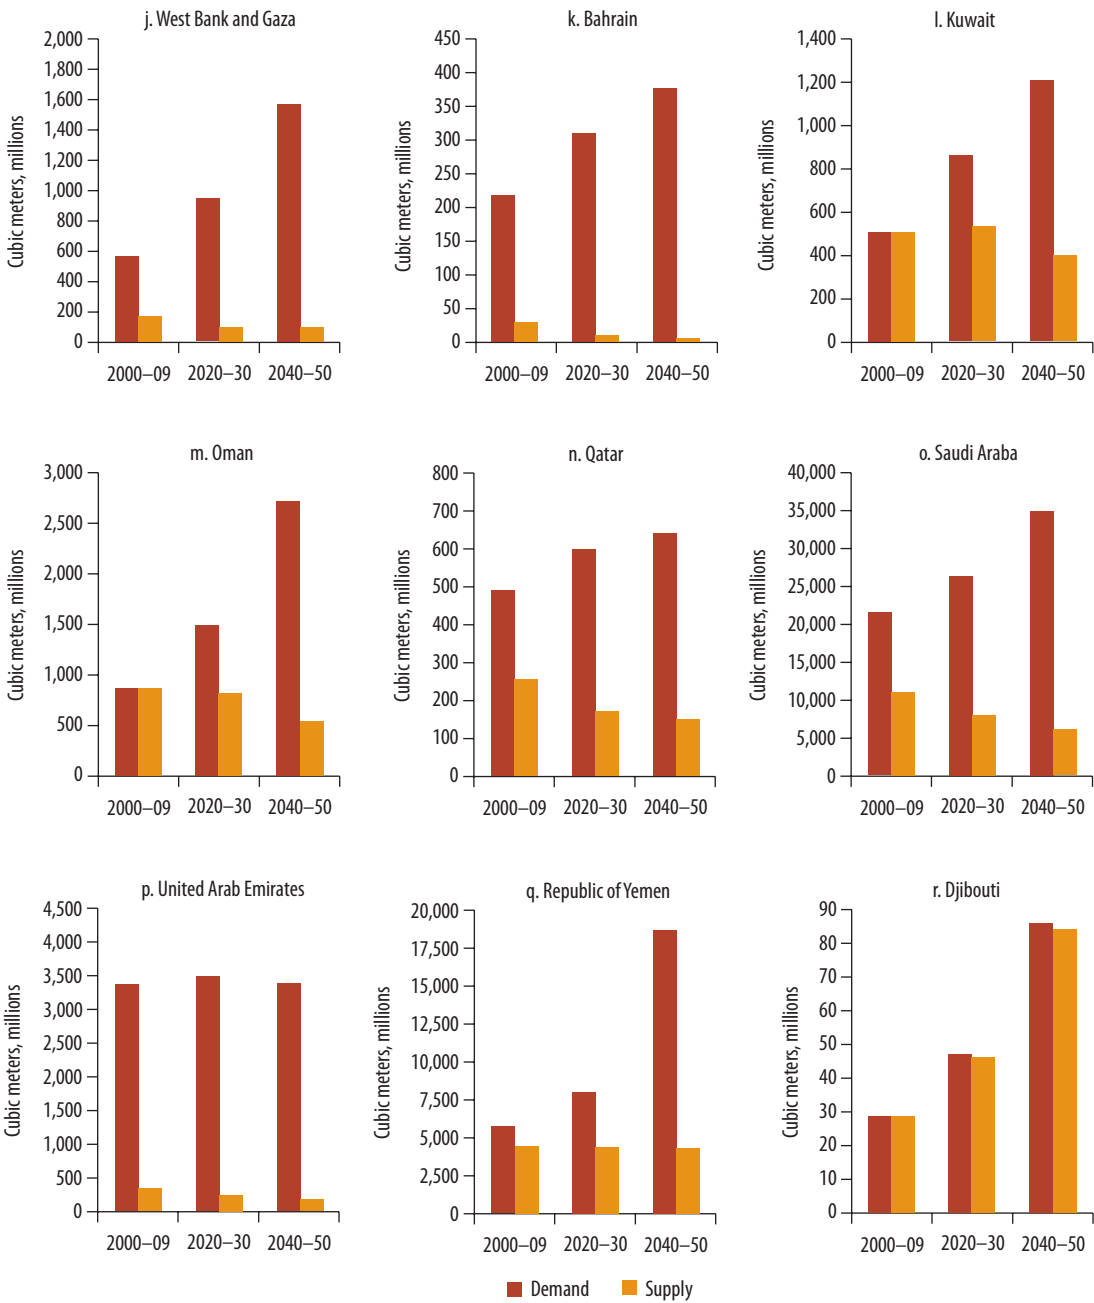 j. West Bank and Gaza
Cubic meters, millions
2,000
1,800
1,600
1,400
1,200
1,000
800
600
400
200
0
2000–09 2020–30 2040–50
k. Bahrain
Cubic meters, millions
450
400
350
300
250
200
150
100
50
0
2000–09 2020–30 2040–50
l. Kuwait
Cubic meters, millions
1,400
1,200
1,000
800
600
400
200
0
2000–09 2020–30 2040–50
m. Oman
Cubic meters, millions
3,000
2,500
2,000
1,500
1,000
500
0
2000–09 2020–30 2040–50
n. Qatar
Cubic meters, millions
800
700
600
500
400
300
200
100
0
2000–09 2020–30 2040–50
o. Saudi Araba
Cubic meters, millions
40,000
35,000
30,000
25,000
20,000
15,000
10,000
5,000
0
2000–09 2020–30 2040–50
p. United Arab Emirates
Cubic meters, millions
4,500
4,000
3,500
3,000
2,500
2,000
1,500
1,000
500
0
2000–09 2020–30 2040–50
q. Republic of Yemen
Cubic meters, millions
20,000
17,500
15,000
12,500
10,000
7,500
5,000
2,500
0
2000–09 2020–30 2040–50
r. Djibouti
Cubic meters, millions
90
80
70
60
50
40
30
20
10
0
2000–09 2020–30 2040–50
Demand Supply